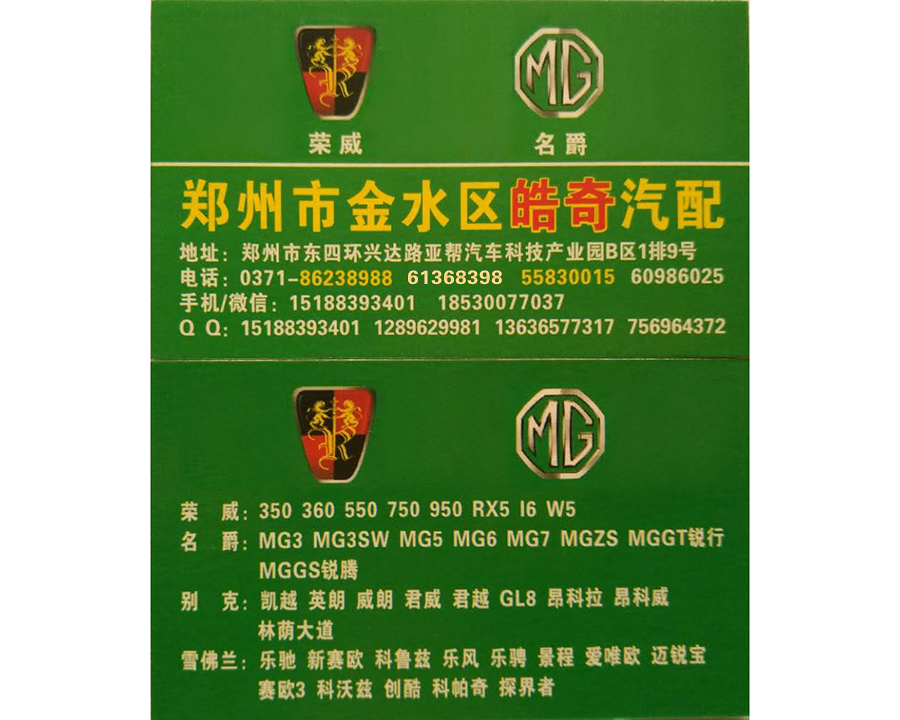 MG
荣威 名爵
郑州市金水区皓奇汽配
地址：郑州市东四环兴达路亚帮汽车科技产业园B区1排9号
电话：0371-86238988 61368398 55830015 60986025
手机/微信：15188393401 18530077037
Q Q：15188393401 1289629981 13636577317 756964372
R MG
荣 威：350 360 550 750 950 RX5 I6 W5
名 爵：MG3 MG3SW MG5 MG6 MG7 MGZS MGGT锐行
MGGS锐腾
别 克：凯越 英朗 威朗 君威 君越 GL8 昂科拉 昂科威
林荫大道
雪佛兰：乐驰 新赛欧 科鲁兹 乐风 乐骋 景程 爱唯欧 迈锐宝
赛欧3 科沃兹 创酷 科帕奇 探界者